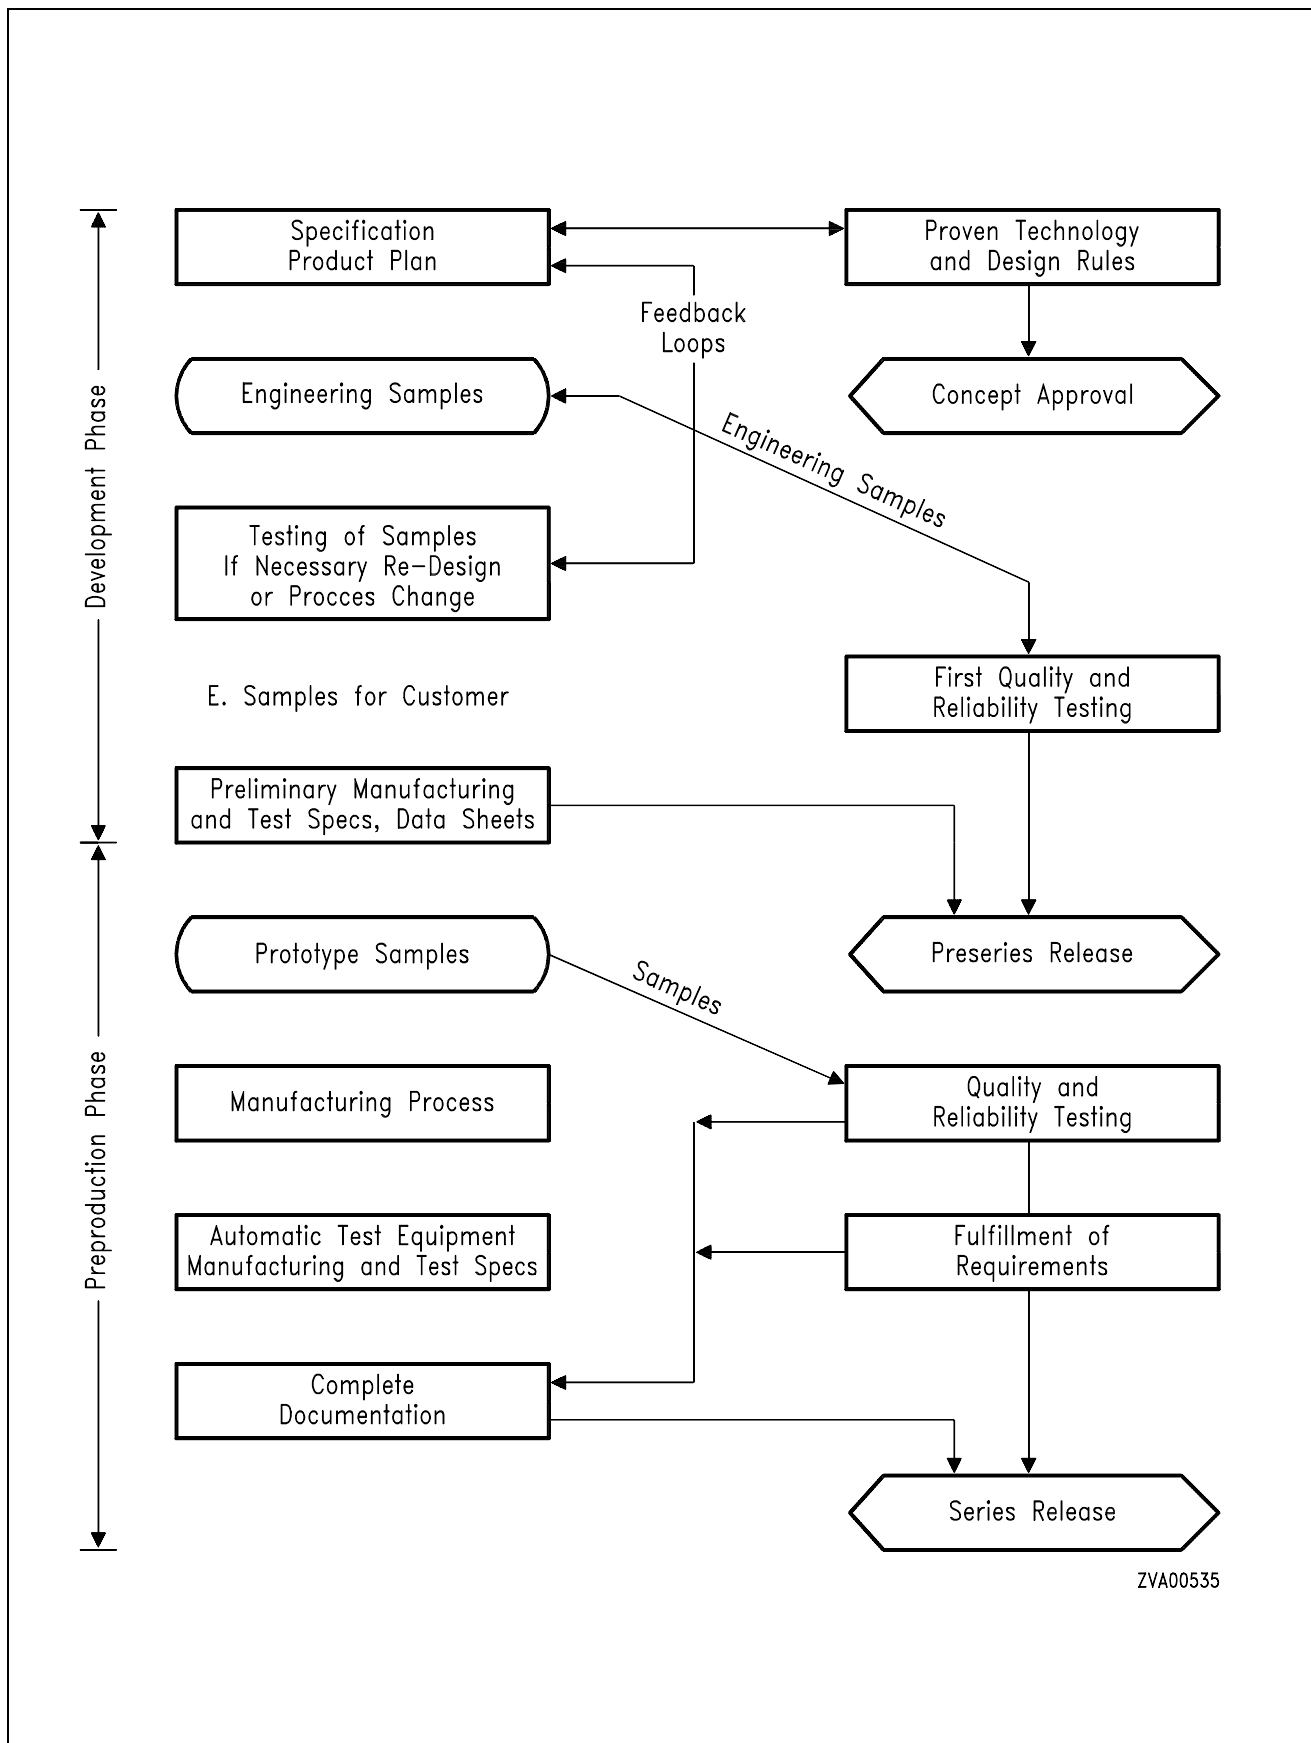 Specification
Product Plan
Proven Technology
and Design Rules
Feedback
Loops
Engineering Samples
Concept Approval
Engineering Samples
Development Phase
Testing of Samples
If Necessary Re-Design
or Procces Change
First Quality and
Reliability Testing
E. Samples for Customer
Preliminary Manufacturing
and Test Specs, Data Sheets
Prototype Samples
Samples
Preseries Release
Preproduction Phase
Manufacturing Process
Quality and
Reliability Testing
Automatic Test Equipment
Manufacturing and Test Specs
Fulfillment of
Requirements
Complete
Documentation
Series Release
ZVA00535